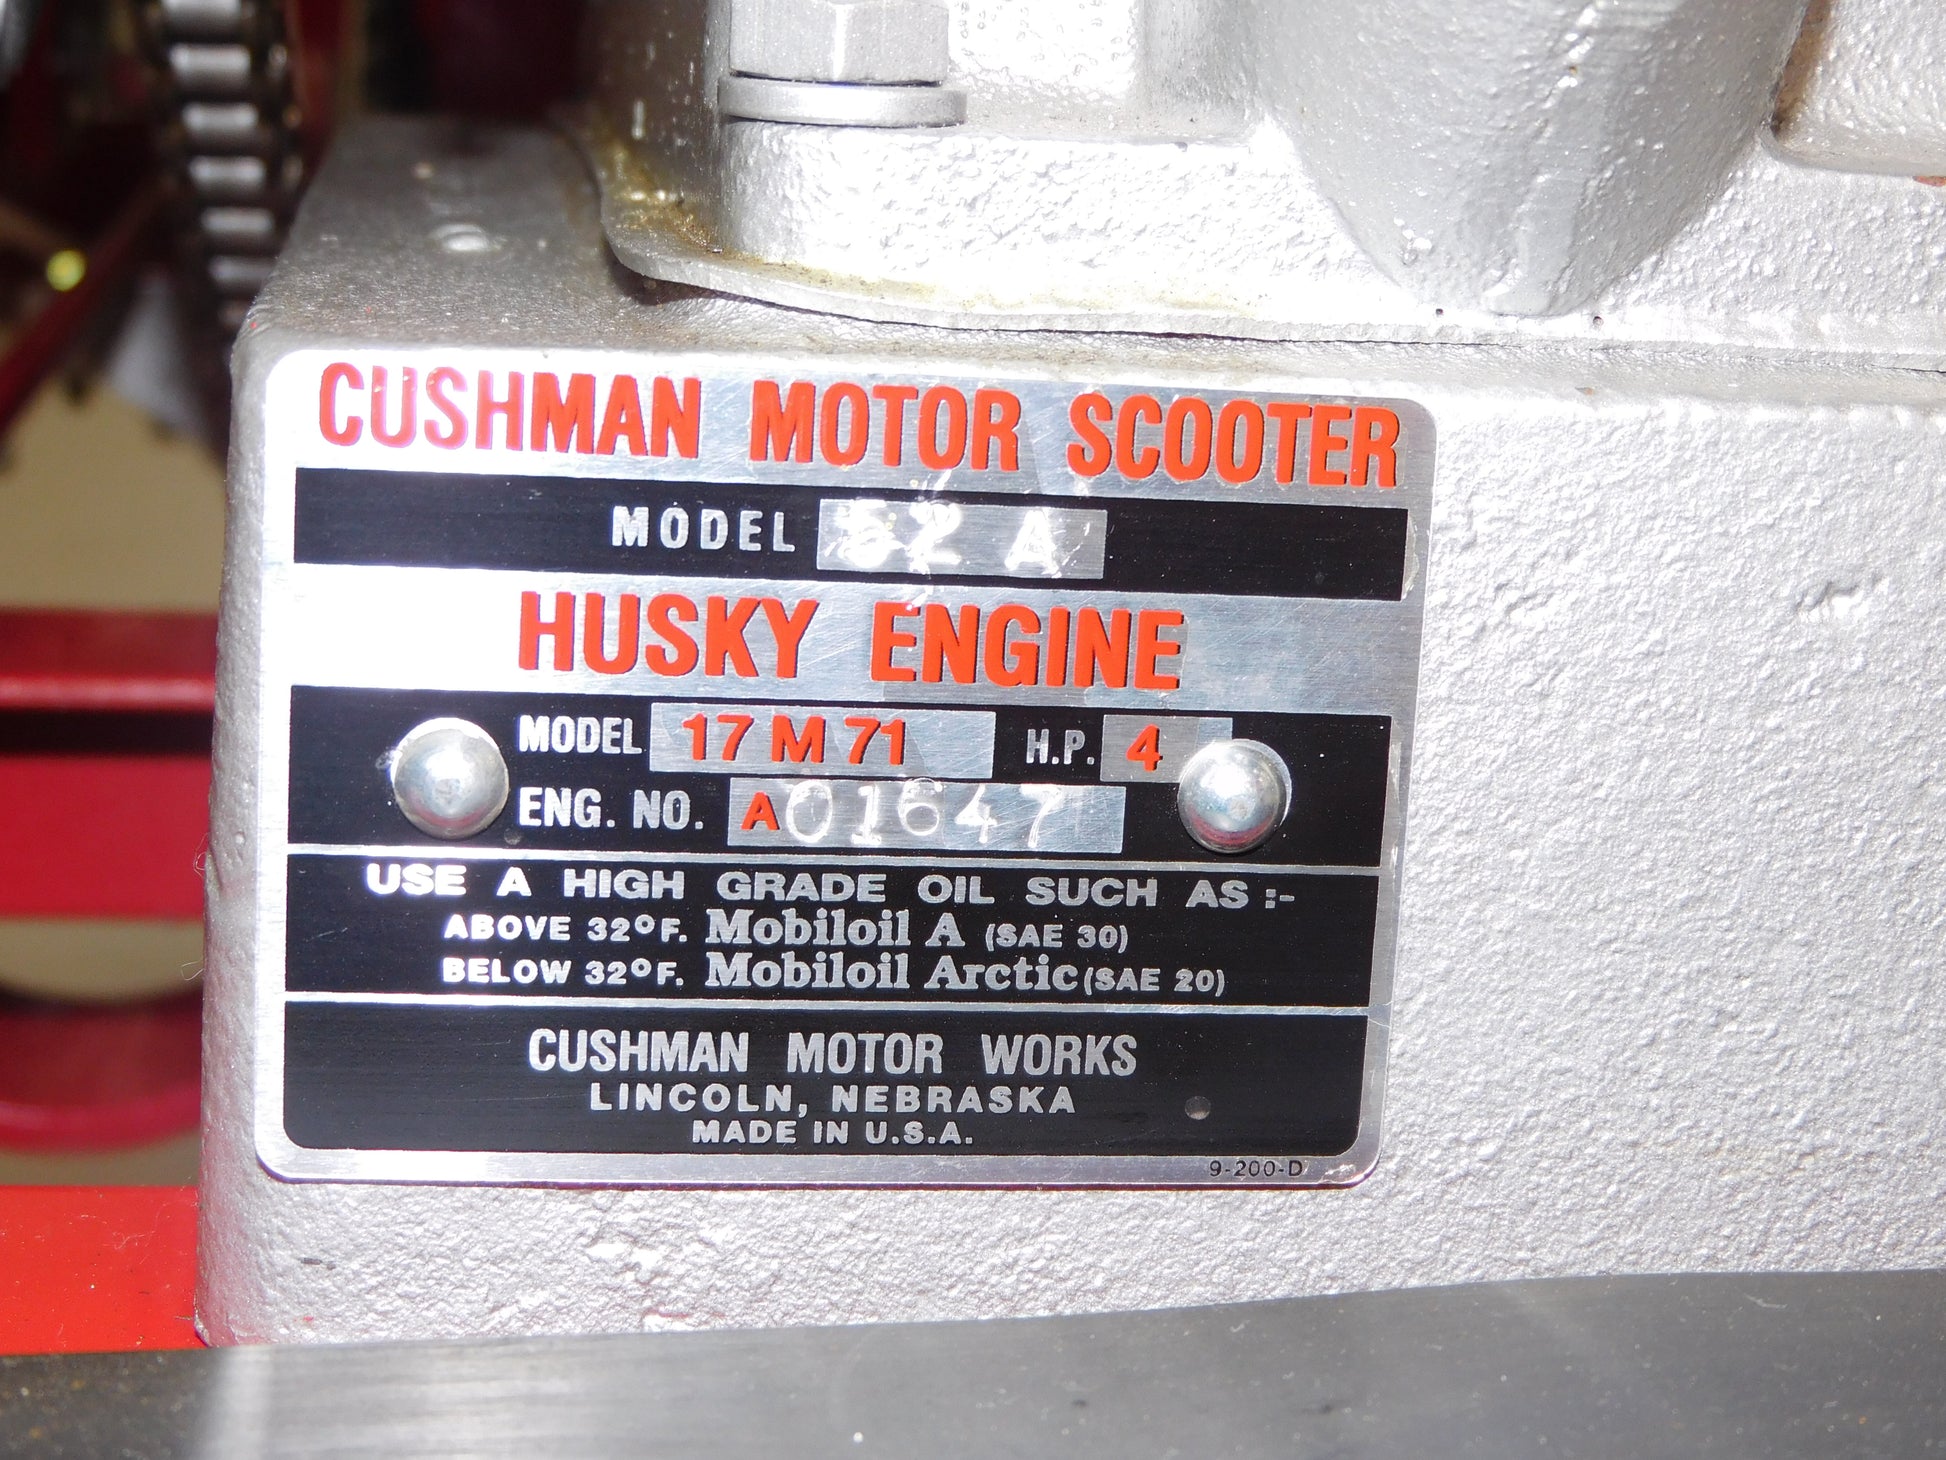 CUSHMAN MOTOR SCOOTER
MODEL 52 A
HUSKY ENGINE
MODEL 17 M 71 H.P. 4
ENG. NO. A01647
USE A HIGH GRADE OIL SUCH AS :-
ABOVE 32°F. Mobiloil A (SAE 30)
BELOW 32°F. Mobiloil Arctic (SAE 20)
CUSHMAN MOTOR WORKS
LINCOLN, NEBRASKA
MADE IN U.S.A.
9-200-D